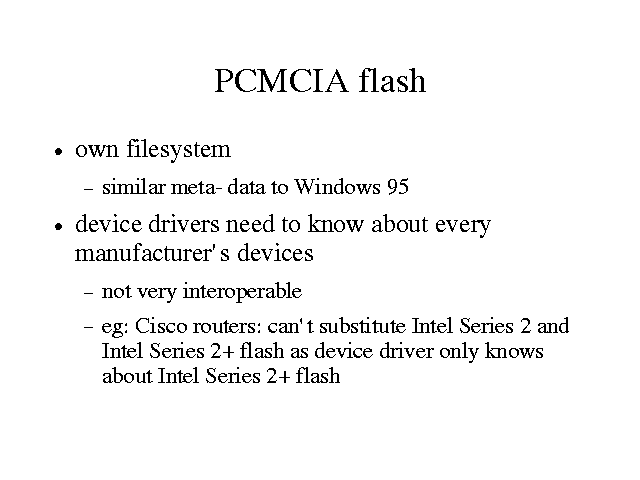 PCMCIA flash
• own filesystem
– similar meta- data to Windows 95
• device drivers need to know about every
manufacturer's devices
– not very interoperable
– eg: Cisco routers: can't substitute Intel Series 2 and
Intel Series 2+ flash as device driver only knows
about Intel Series 2+ flash